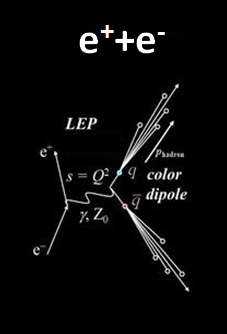 e⁺+e⁻
LEP
e⁺
p_hadron
s = Q² q color
q̄ dipole
γ, Z₀
e⁻